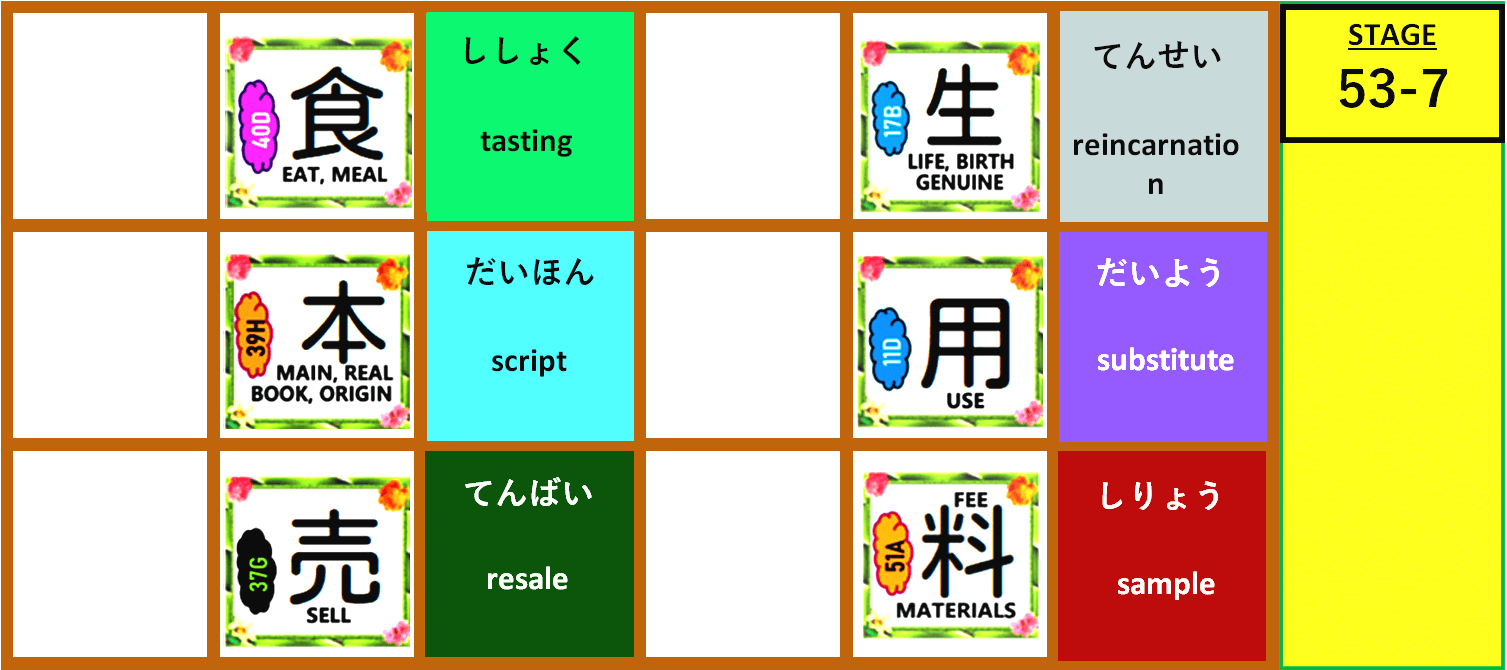 40D
食
EAT, MEAL
ししょく
tasting
17B
生
LIFE, BIRTH
GENUINE
てんせい
reincarnatio
n
STAGE
53-7
39H
本
MAIN, REAL
BOOK, ORIGIN
だいほん
script
11D
用
USE
だいよう
substitute
37G
売
SELL
てんばい
resale
FEE
51A
料
MATERIALS
しりょう
sample